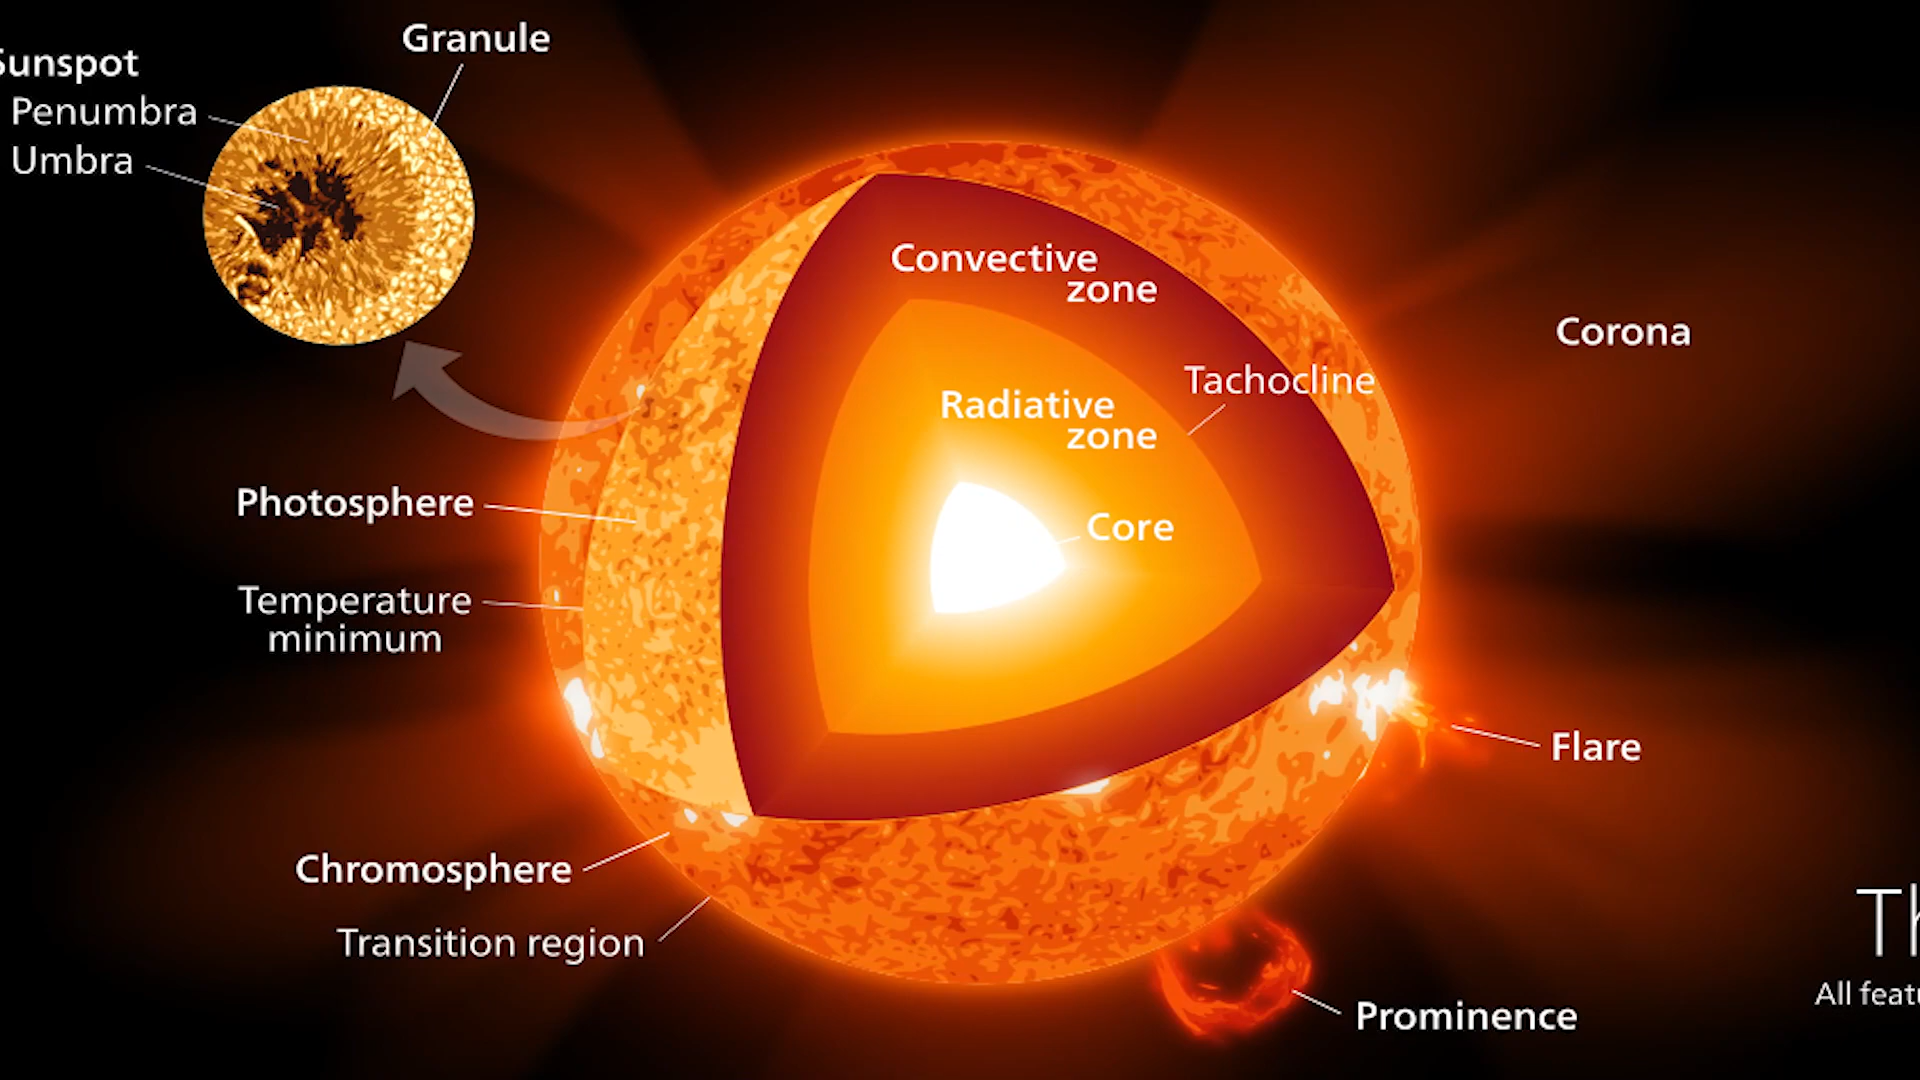 Granule
Sunspot
Penumbra
Umbra
Convective
zone
Corona
Tachocline
Radiative
zone
Photosphere
Core
Temperature
minimum
Flare
Chromosphere
Transition region
All
Prominence